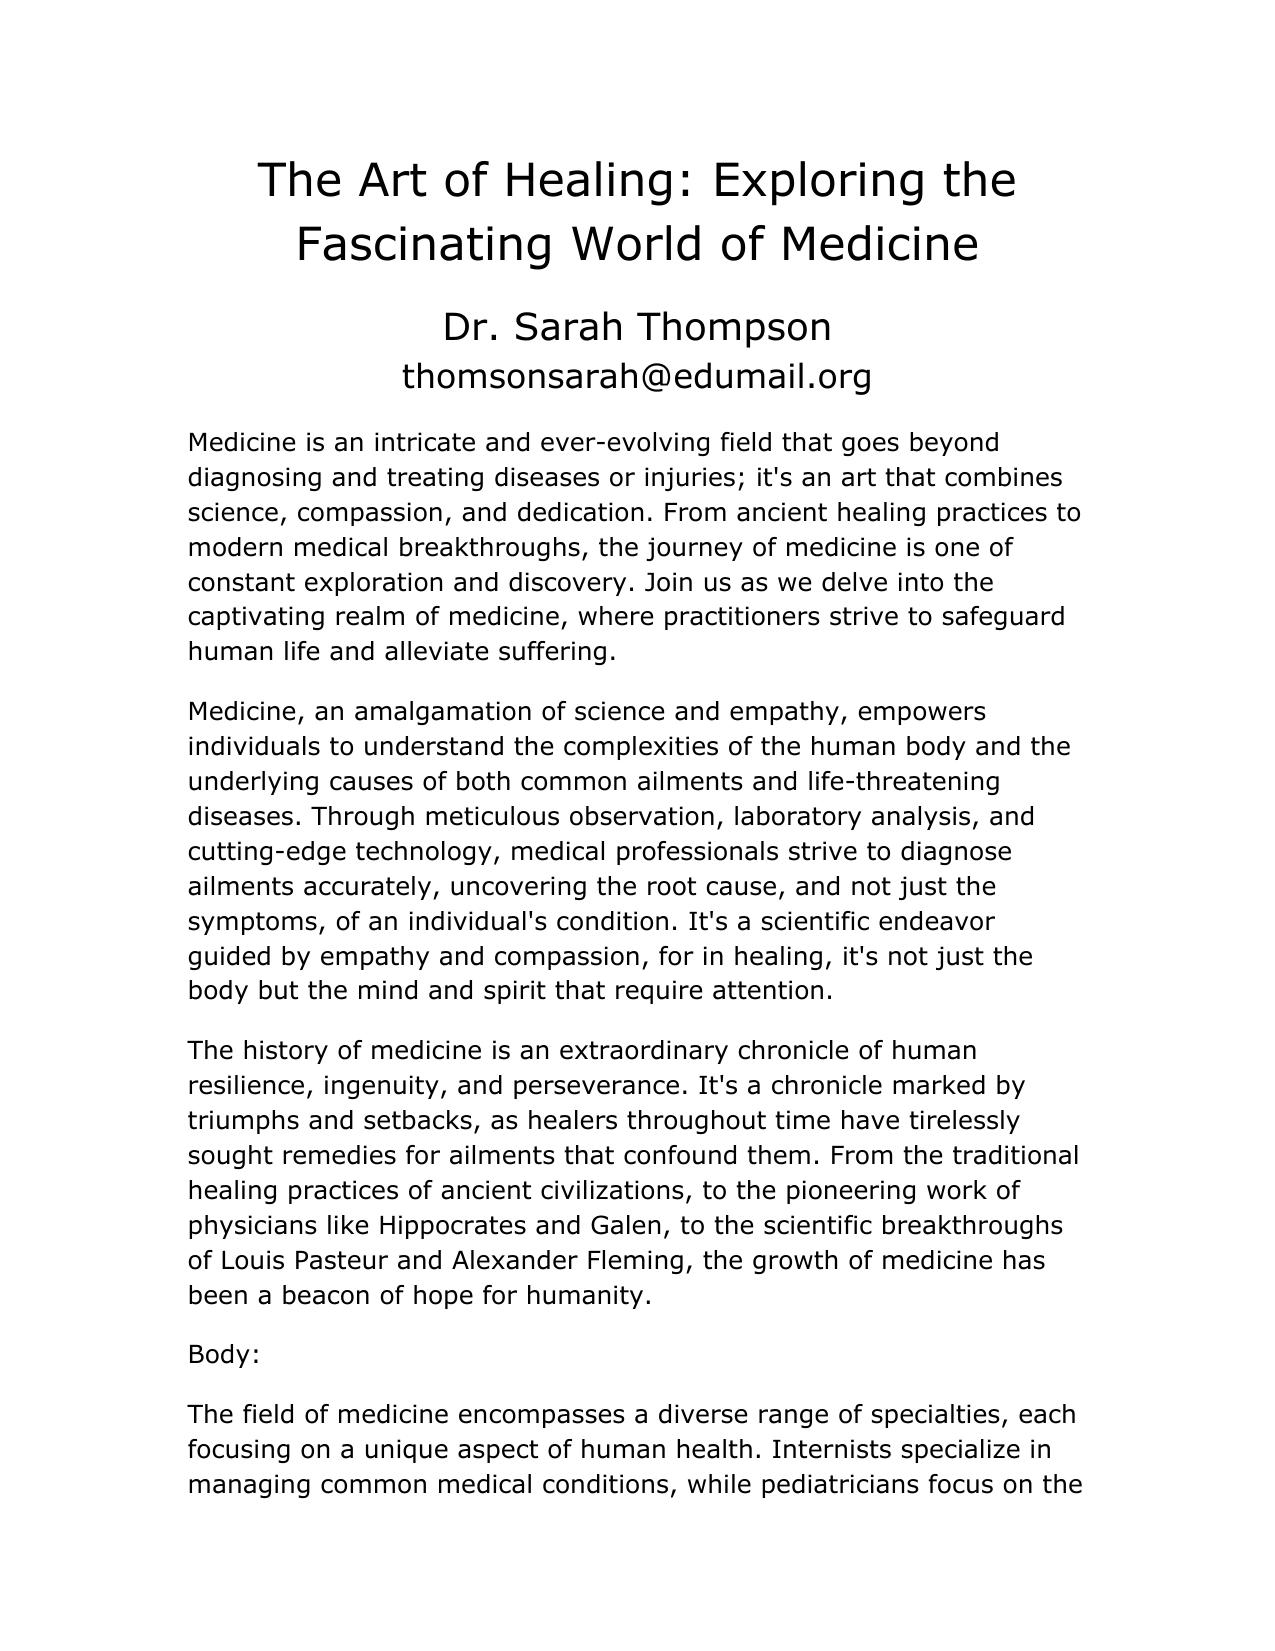 The Art of Healing: Exploring the
Fascinating World of Medicine
Dr. Sarah Thompson
thomsonsarah@edumail.org
Medicine is an intricate and ever-evolving field that goes beyond
diagnosing and treating diseases or injuries; it's an art that combines
science, compassion, and dedication. From ancient healing practices to
modern medical breakthroughs, the journey of medicine is one of
constant exploration and discovery. Join us as we delve into the
captivating realm of medicine, where practitioners strive to safeguard
human life and alleviate suffering.
Medicine, an amalgamation of science and empathy, empowers
individuals to understand the complexities of the human body and the
underlying causes of both common ailments and life-threatening
diseases. Through meticulous observation, laboratory analysis, and
cutting-edge technology, medical professionals strive to diagnose
ailments accurately, uncovering the root cause, and not just the
symptoms, of an individual's condition. It's a scientific endeavor
guided by empathy and compassion, for in healing, it's not just the
body but the mind and spirit that require attention.
The history of medicine is an extraordinary chronicle of human
resilience, ingenuity, and perseverance. It's a chronicle marked by
triumphs and setbacks, as healers throughout time have tirelessly
sought remedies for ailments that confound them. From the traditional
healing practices of ancient civilizations, to the pioneering work of
physicians like Hippocrates and Galen, to the scientific breakthroughs
of Louis Pasteur and Alexander Fleming, the growth of medicine has
been a beacon of hope for humanity.
Body:
The field of medicine encompasses a diverse range of specialties, each
focusing on a unique aspect of human health. Internists specialize in
managing common medical conditions, while pediatricians focus on the